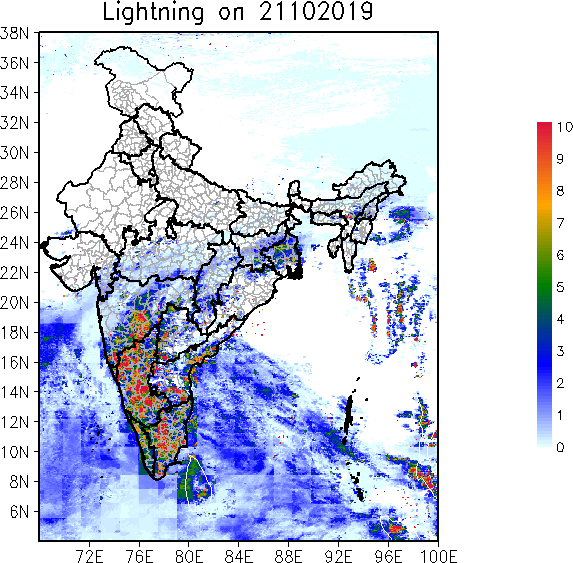 Lightning on 21102019
38N
36N
34N
32N
30N
28N
26N
24N
22N
20N
18N
16N
14N
12N
10N
8N
6N
72E 76E 80E 84E 88E 92E 96E 100E
10
9
8
7
6
5
4
3
2
1
0